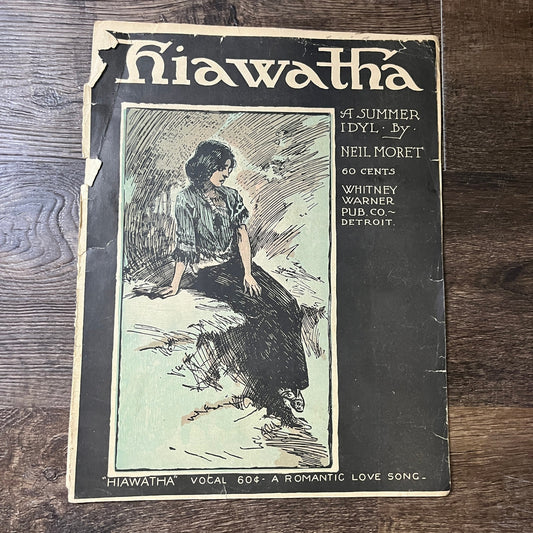 Hiawatha
A SUMMER
IDYL · By
NEIL MORET
60 CENTS
WHITNEY
WARNER
PUB. CO. ~
DETROIT.
"HIAWATHA" VOCAL 60¢ - A ROMANTIC LOVE SONG -